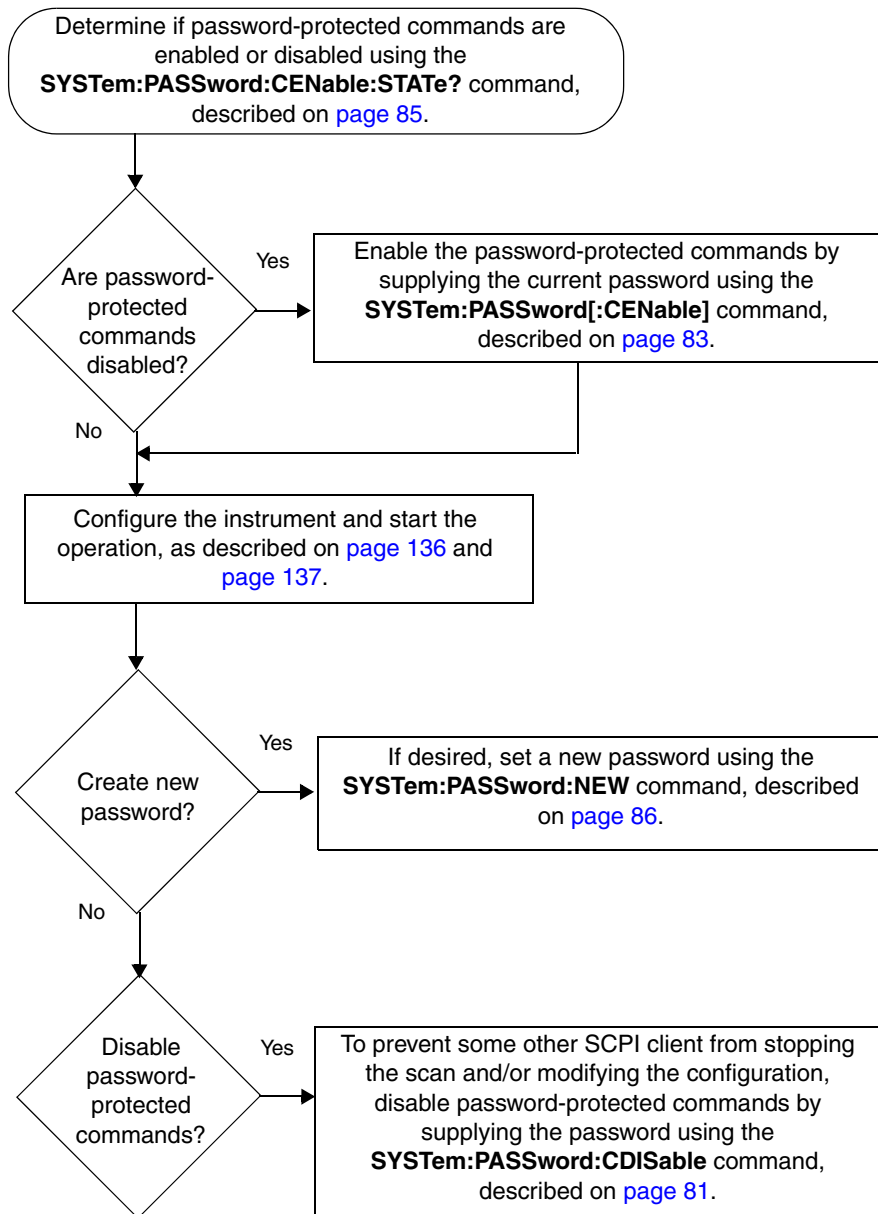 Determine if password-protected commands are
enabled or disabled using the
SYSTem:PASSword:CENable:STATe? command,
described on page 85.
Are password-
protected
commands
disabled?
Yes
Enable the password-protected commands by
supplying the current password using the
SYSTem:PASSword[:CENable] command,
described on page 83.
No
Configure the instrument and start the
operation, as described on page 136 and
page 137.
Create new
password?
Yes
If desired, set a new password using the
SYSTem:PASSword:NEW command, described
on page 86.
No
Disable
password-
protected
commands?
Yes
To prevent some other SCPI client from stopping
the scan and/or modifying the configuration,
disable password-protected commands by
supplying the password using the
SYSTem:PASSword:CDISable command,
described on page 81.